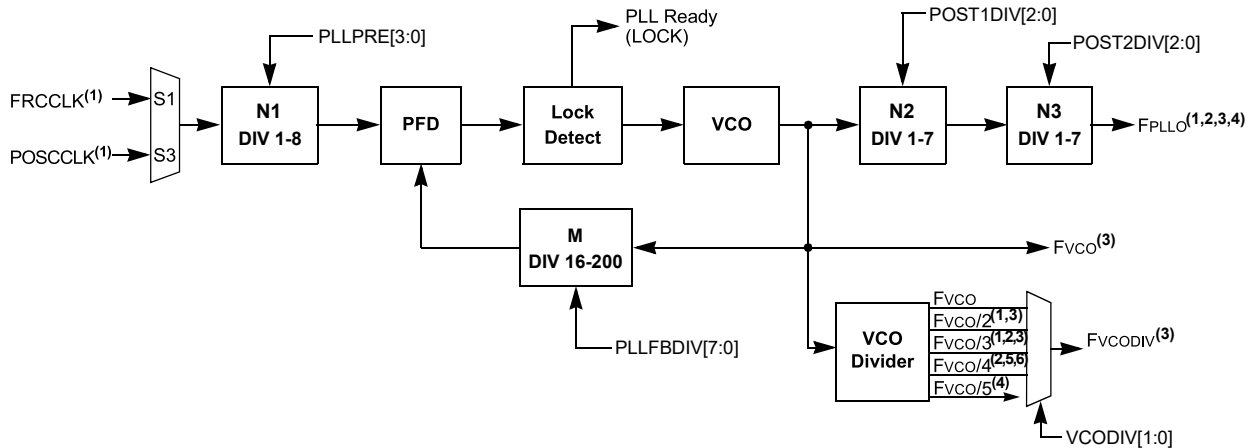 PLL Ready
(LOCK)
POST1DIV[2:0]
PLLPRE[3:0]
POST2DIV[2:0]
FRCCLK(1)
S1
N1
DIV 1-8
PFD
Lock
Detect
VCO
N2
DIV 1-7
N3
DIV 1-7
FPLLO(1,2,3,4)
POSCCLK(1)
S3
M
DIV 16-200
FVCO(3)
PLLFBDIV[7:0]
VCO
Divider
FVCO
FVCO/2(1,3)
FVCO/3(1,2,3)
FVCO/4(2,5,6)
FVCO/5(4)
FVCODIV(3)
VCODIV[1:0]